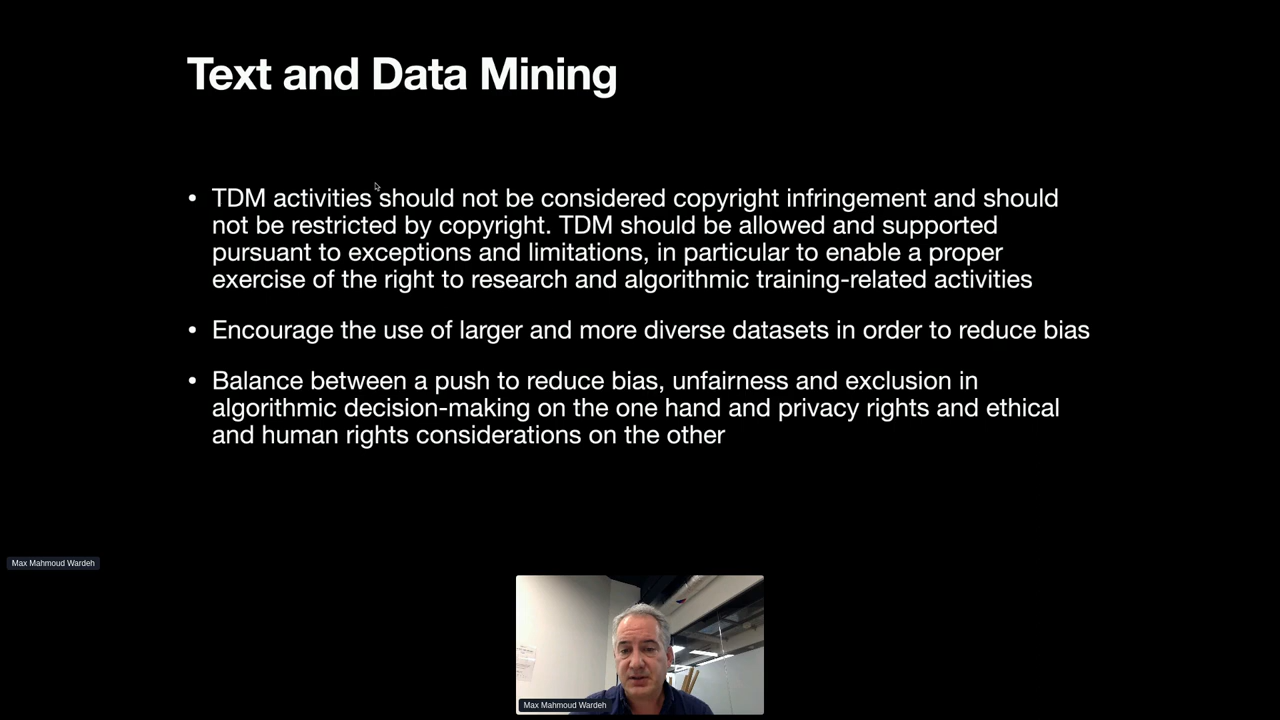 Text and Data Mining
• TDM activities should not be considered copyright infringement and should
not be restricted by copyright. TDM should be allowed and supported
pursuant to exceptions and limitations, in particular to enable a proper
exercise of the right to research and algorithmic training-related activities
• Encourage the use of larger and more diverse datasets in order to reduce bias
• Balance between a push to reduce bias, unfairness and exclusion in
algorithmic decision-making on the one hand and privacy rights and ethical
and human rights considerations on the other
Max Mahmoud Wardeh
Max Mahmoud Wardeh